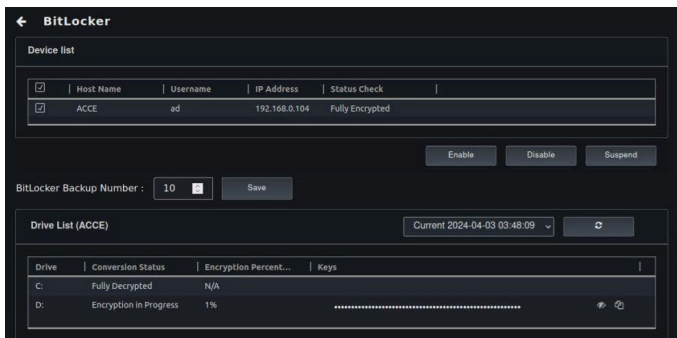 BitLocker
Device list
Host Name | Username | IP Address | Status Check
ACCE ad 192.168.0.104 Fully Encrypted
Enable Disable Suspend
BitLocker Backup Number : 10 Save
Drive List (ACCE) Current 2024-04-03 03:48:09
Drive | Conversion Status | Encryption Percent... | Keys
C: Fully Decrypted N/A
D: Encryption in Progress 1% ••••••••••••••••••••••••••••••••••••••••••••••••••••••